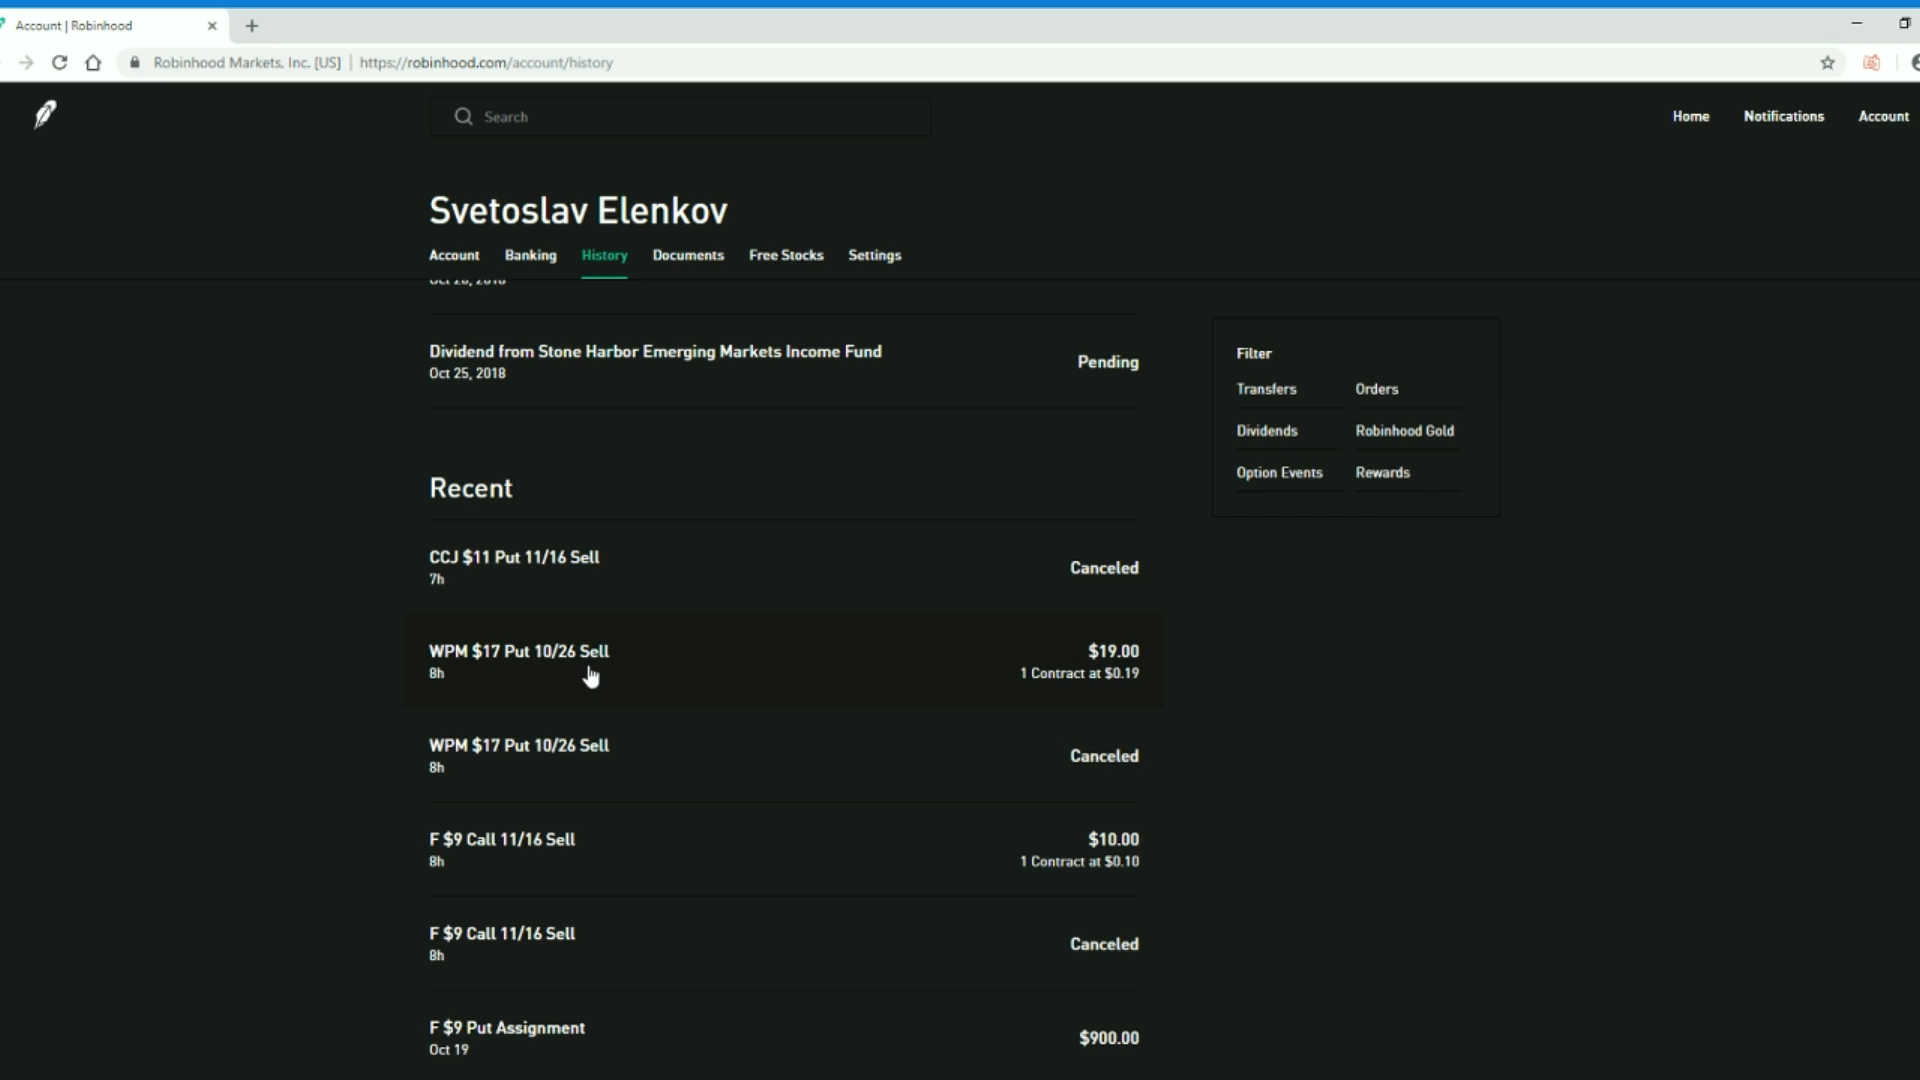 Account | Robinhood
Robinhood Markets, Inc. [US] | https://robinhood.com/account/history
Search
Home Notifications Account
Svetoslav Elenkov
Account Banking History Documents Free Stocks Settings
Dividend from Stone Harbor Emerging Markets Income Fund
Oct 25, 2018
Pending
Filter
Transfers Orders
Dividends Robinhood Gold
Option Events Rewards
Recent
CCJ $11 Put 11/16 Sell
7h
Canceled
WPM $17 Put 10/26 Sell
8h
$19.00
1 Contract at $0.19
WPM $17 Put 10/26 Sell
8h
Canceled
F $9 Call 11/16 Sell
8h
$10.00
1 Contract at $0.10
F $9 Call 11/16 Sell
8h
Canceled
F $9 Put Assignment
Oct 19
$900.00